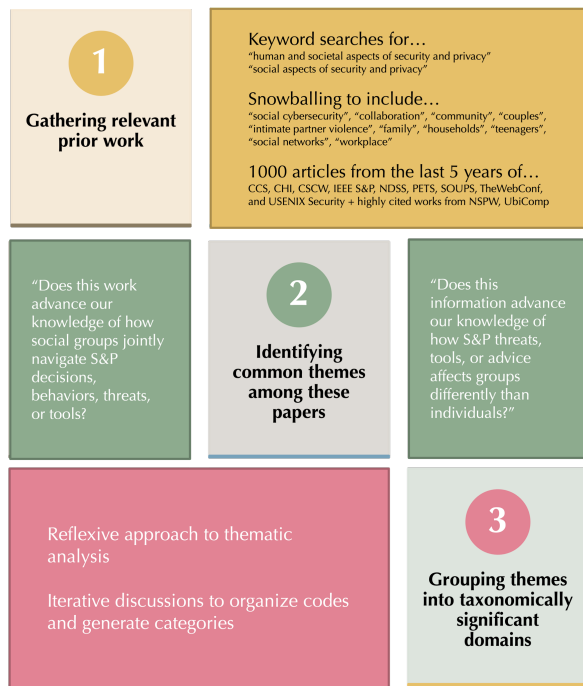 1
Gathering relevant
prior work
Keyword searches for…
“human and societal aspects of security and privacy”
“social aspects of security and privacy”
Snowballing to include…
“social cybersecurity”, “collaboration”, “community”, “couples”,
“intimate partner violence”, “family”, “households”, “teenagers”,
“social networks”, “workplace”
1000 articles from the last 5 years of…
CCS, CHI, CSCW, IEEE S&P, NDSS, PETS, SOUPS, TheWebConf,
and USENIX Security + highly cited works from NSPW, UbiComp
“Does this work
advance our
knowledge of how
social groups jointly
navigate S&P
decisions,
behaviors, threats,
or tools?
2
Identifying
common themes
among these
papers
“Does this
information advance
our knowledge of
how S&P threats,
tools, or advice
affects groups
differently than
individuals?”
Reflexive approach to thematic
analysis
Iterative discussions to organize codes
and generate categories
3
Grouping themes
into taxonomically
significant
domains